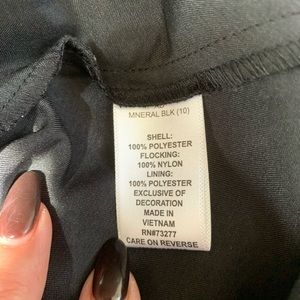 MNERAL BLK (10)
SHELL:
100% POLYESTER
FLOCKING:
100% NYLON
LINING:
100% POLYESTER
EXCLUSIVE OF
DECORATION
MADE IN
VIETNAM
RN#73277
CARE ON REVERSE